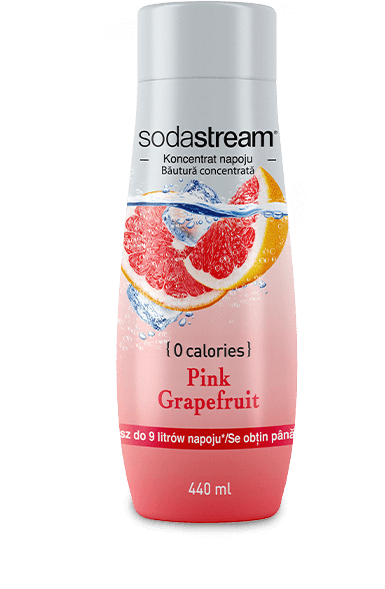 sodastream®
Koncentrat napoju
Băutură concentrată
{0 calories}
Pink
Grapefruit
sz do 9 litrów napoju*/Se obțin până
440 ml